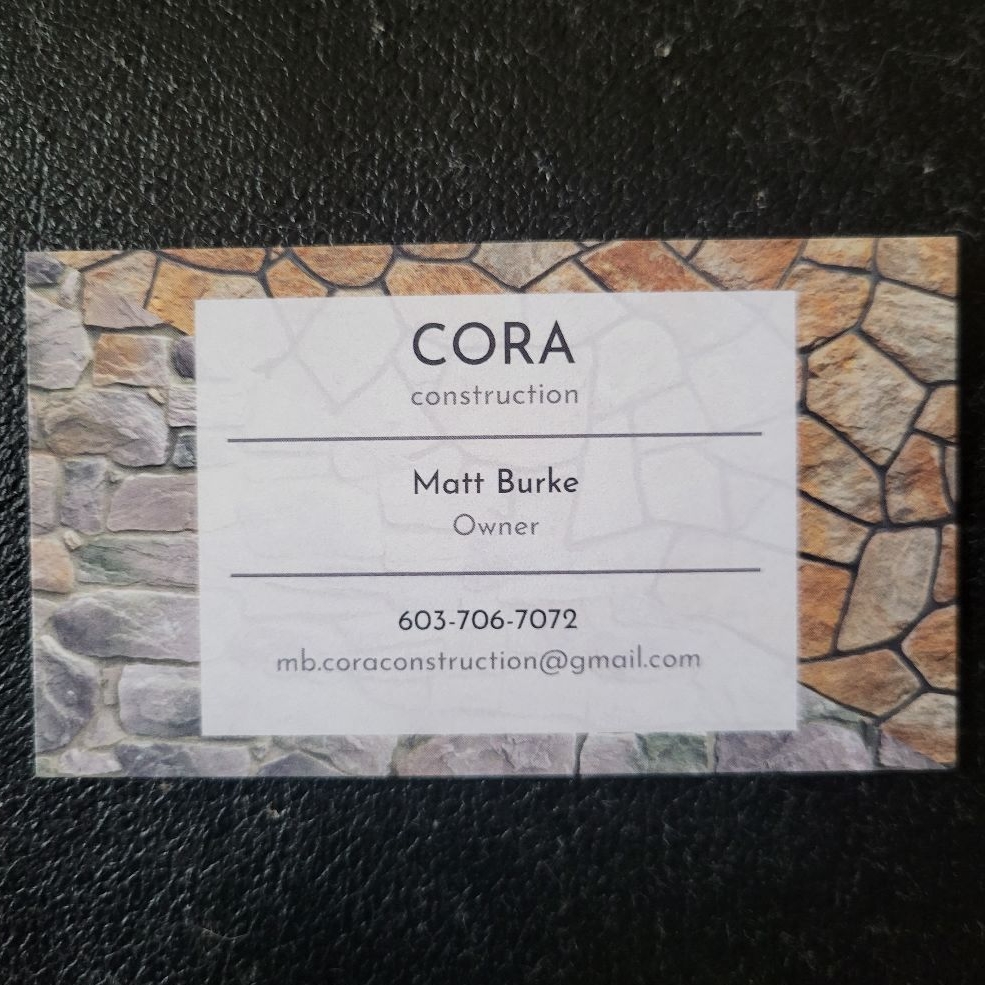 CORA
construction
Matt Burke
Owner
603-706-7072
mb.coraconstruction@gmail.com